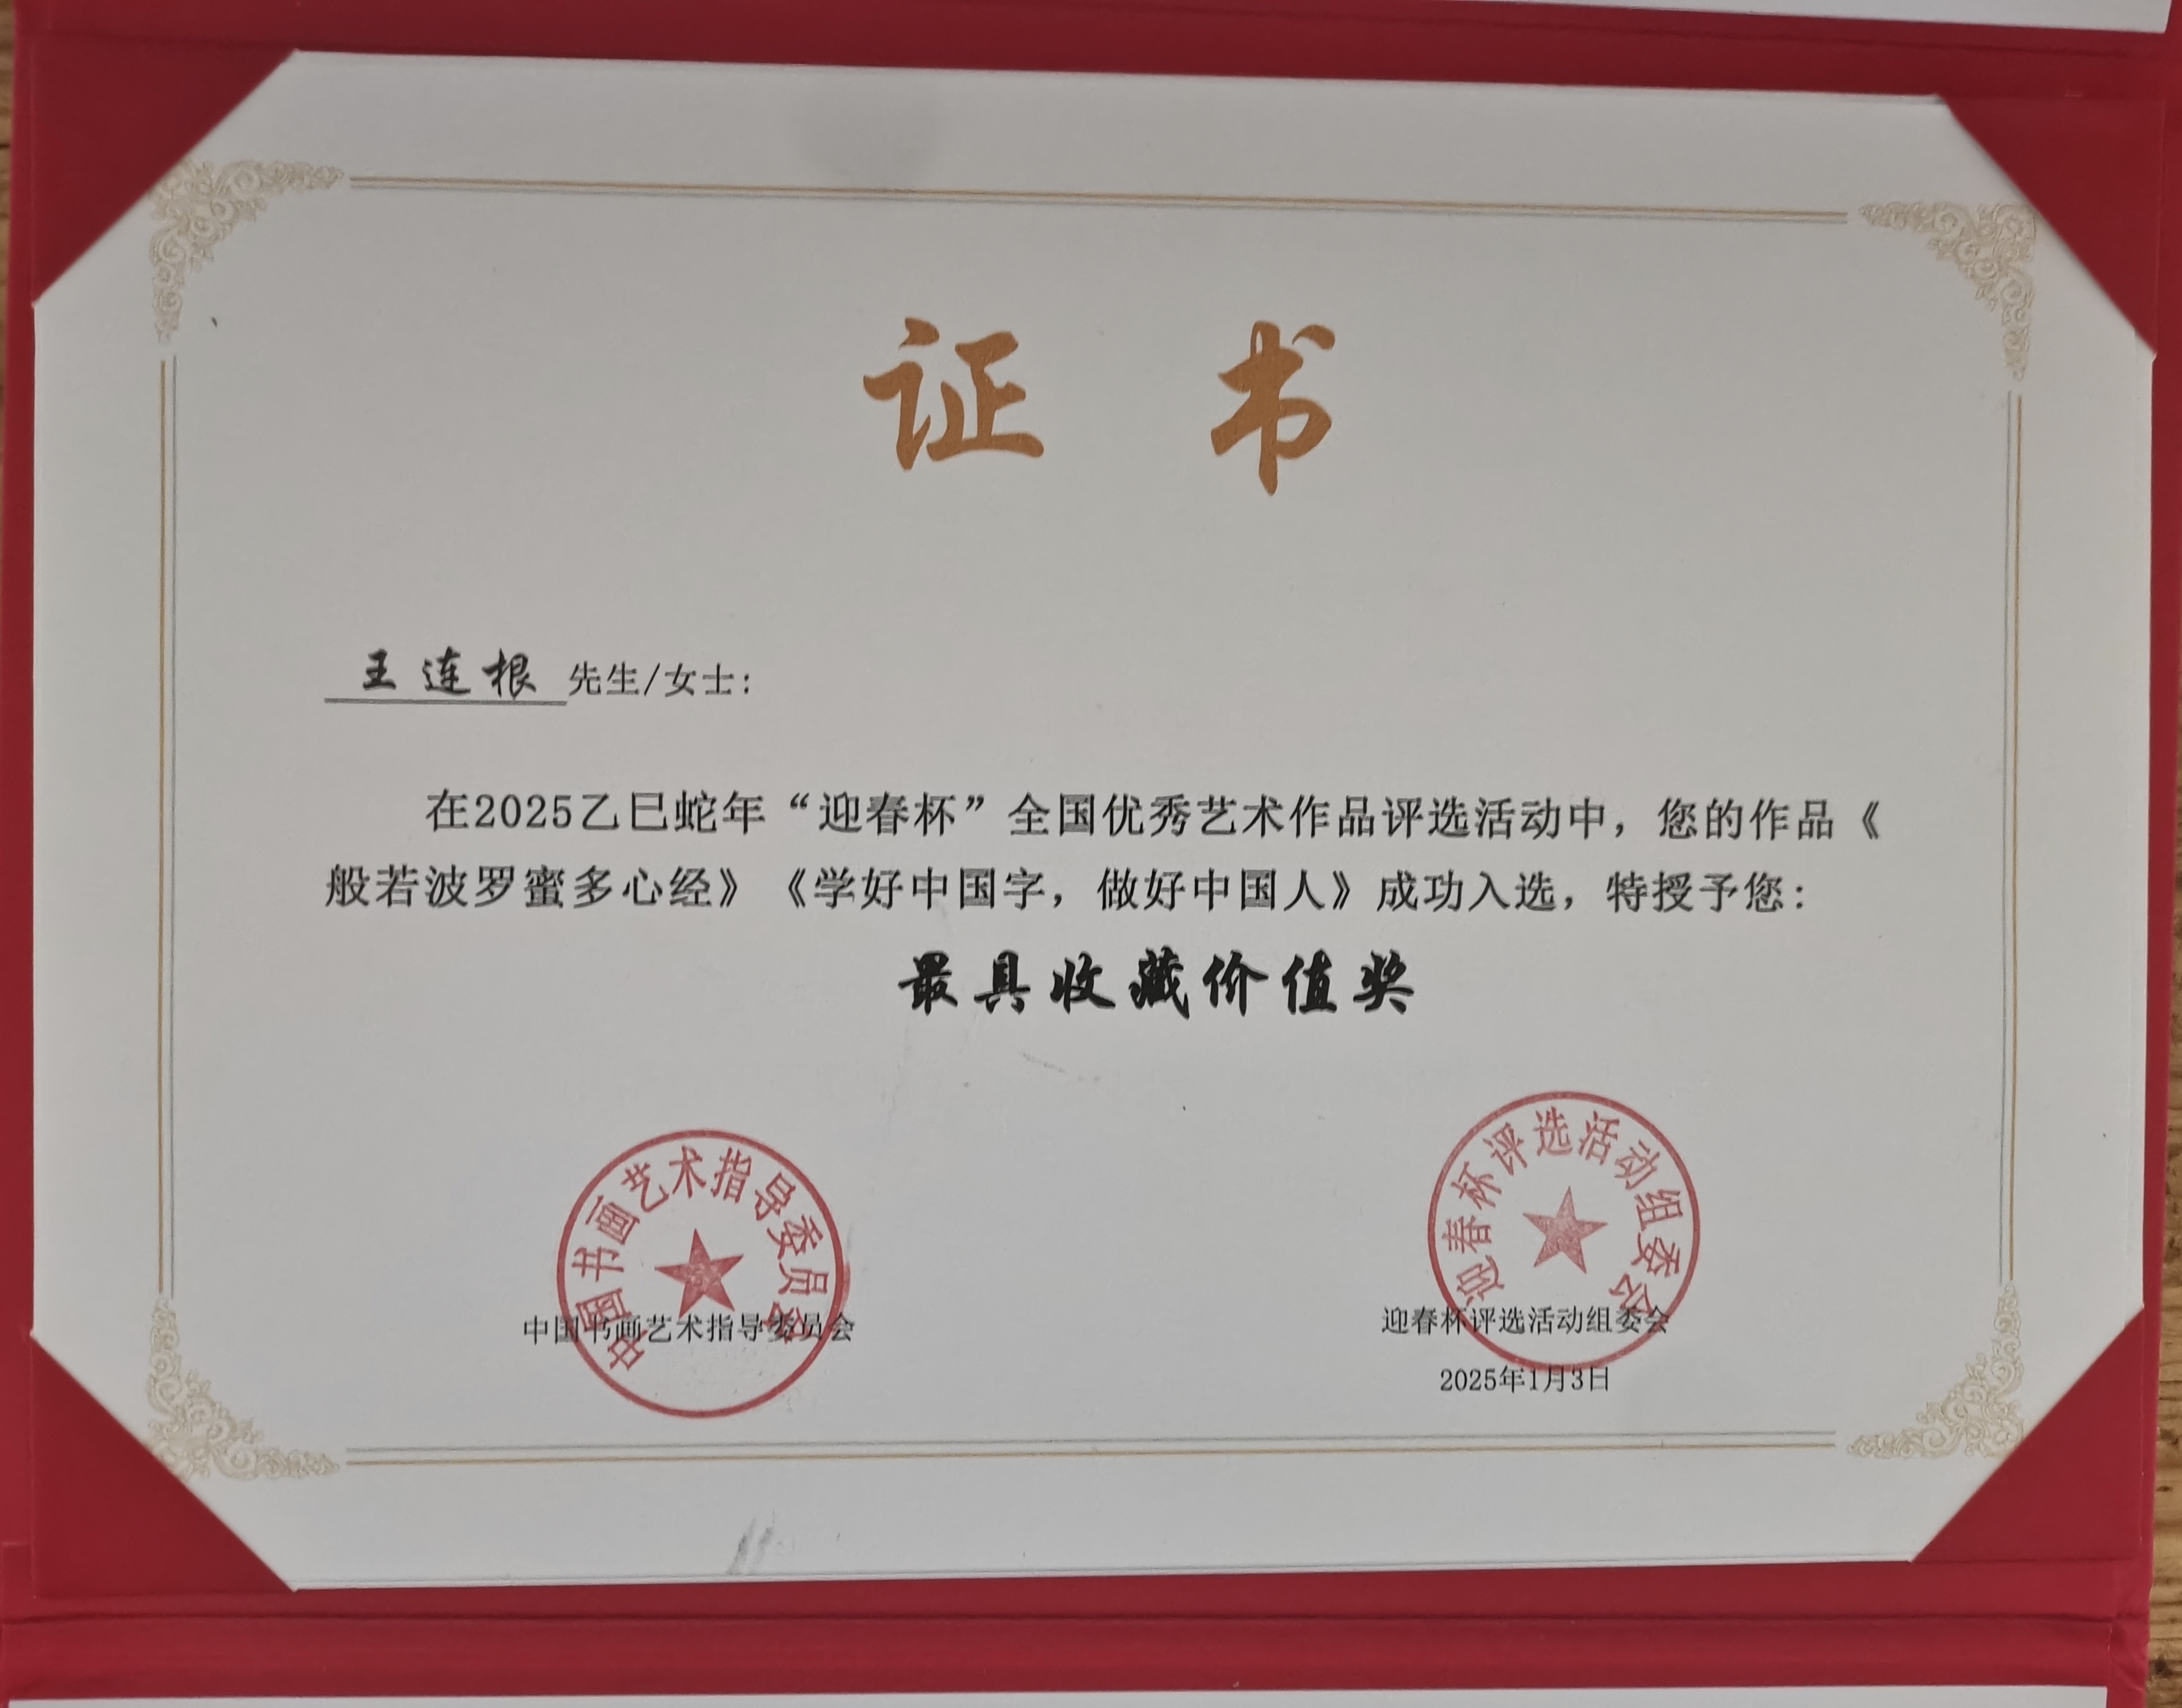 证书
王连根 先生/女士:
在2025乙巳蛇年“迎春杯”全国优秀艺术作品评选活动中，您的作品《
般若波罗蜜多心经》《学好中国字，做好中国人》成功入选，特授予您:
最具收藏价值奖
中国书画艺术指导委员会
中国书画艺术指导委员会
迎春杯评选活动组委会
迎春杯评选活动组委会
2025年1月3日